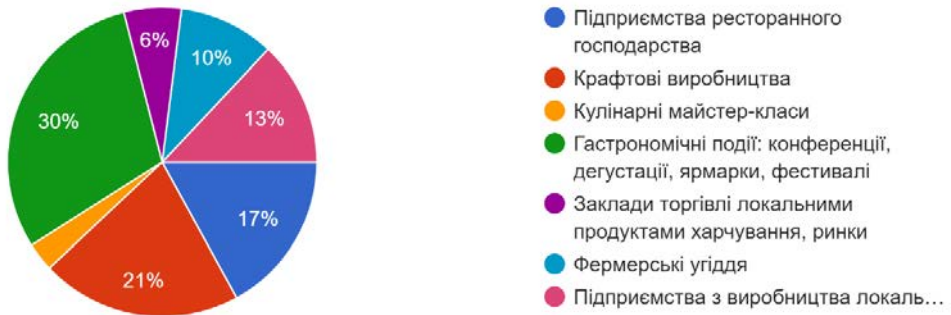 6%
10%
30%
13%
17%
21%
Підприємства ресторанного
господарства
Крафтові виробництва
Кулінарні майстер-класи
Гастрономічні події: конференції,
дегустації, ярмарки, фестивалі
Заклади торгівлі локальними
продуктами харчування, ринки
Фермерські угіддя
Підприємства з виробництва локаль...